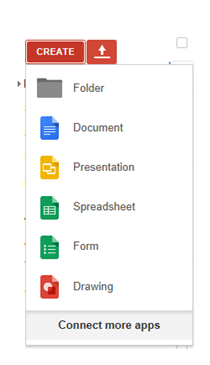 CREATE
Folder
Document
Presentation
Spreadsheet
Form
Drawing
Connect more apps